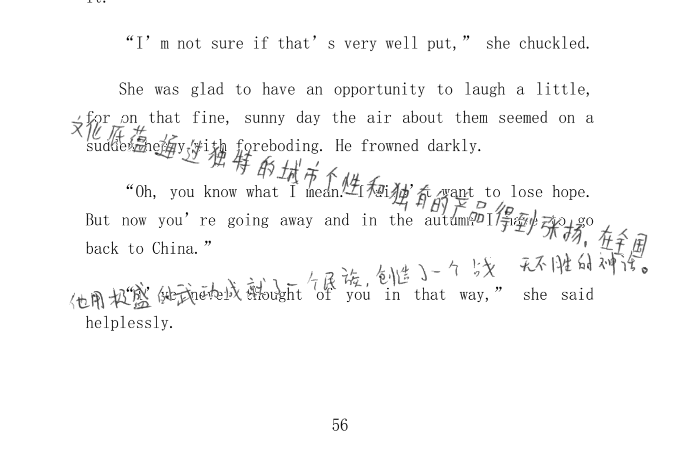 it.
“I’m not sure if that’s very well put,” she chuckled.
She was glad to have an opportunity to laugh a little,
for on that fine, sunny day the air about them seemed on a
sudden heavy with foreboding. He frowned darkly.
文化底蕴通过独特的城市个性和独有的产品得到张扬,在全国
“Oh, you know what I mean. I didn’t want to lose hope.
But now you’re going away and in the autumn I have to go
back to China.”
他用极盛的武功成就了一个民族,创造了一个战无不胜的神话。
“I’ve never thought of you in that way,” she said
helplessly.
56